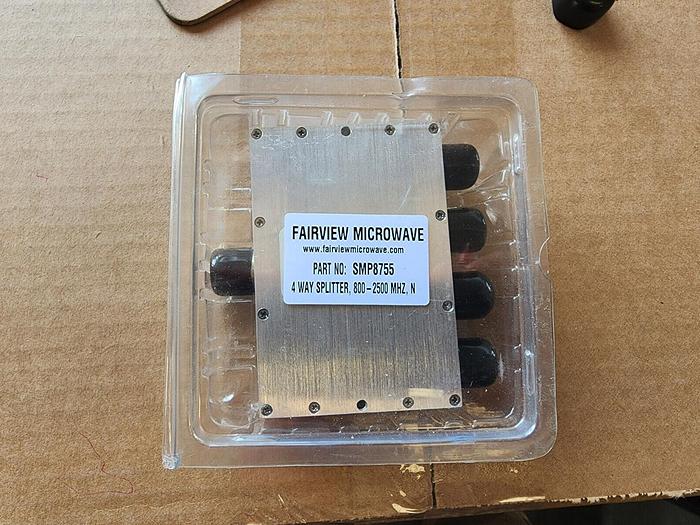 FAIRVIEW MICROWAVE
www.fairviewmicrowave.com
PART NO: SMP8755
4 WAY SPLITTER, 800-2500 MHZ, N